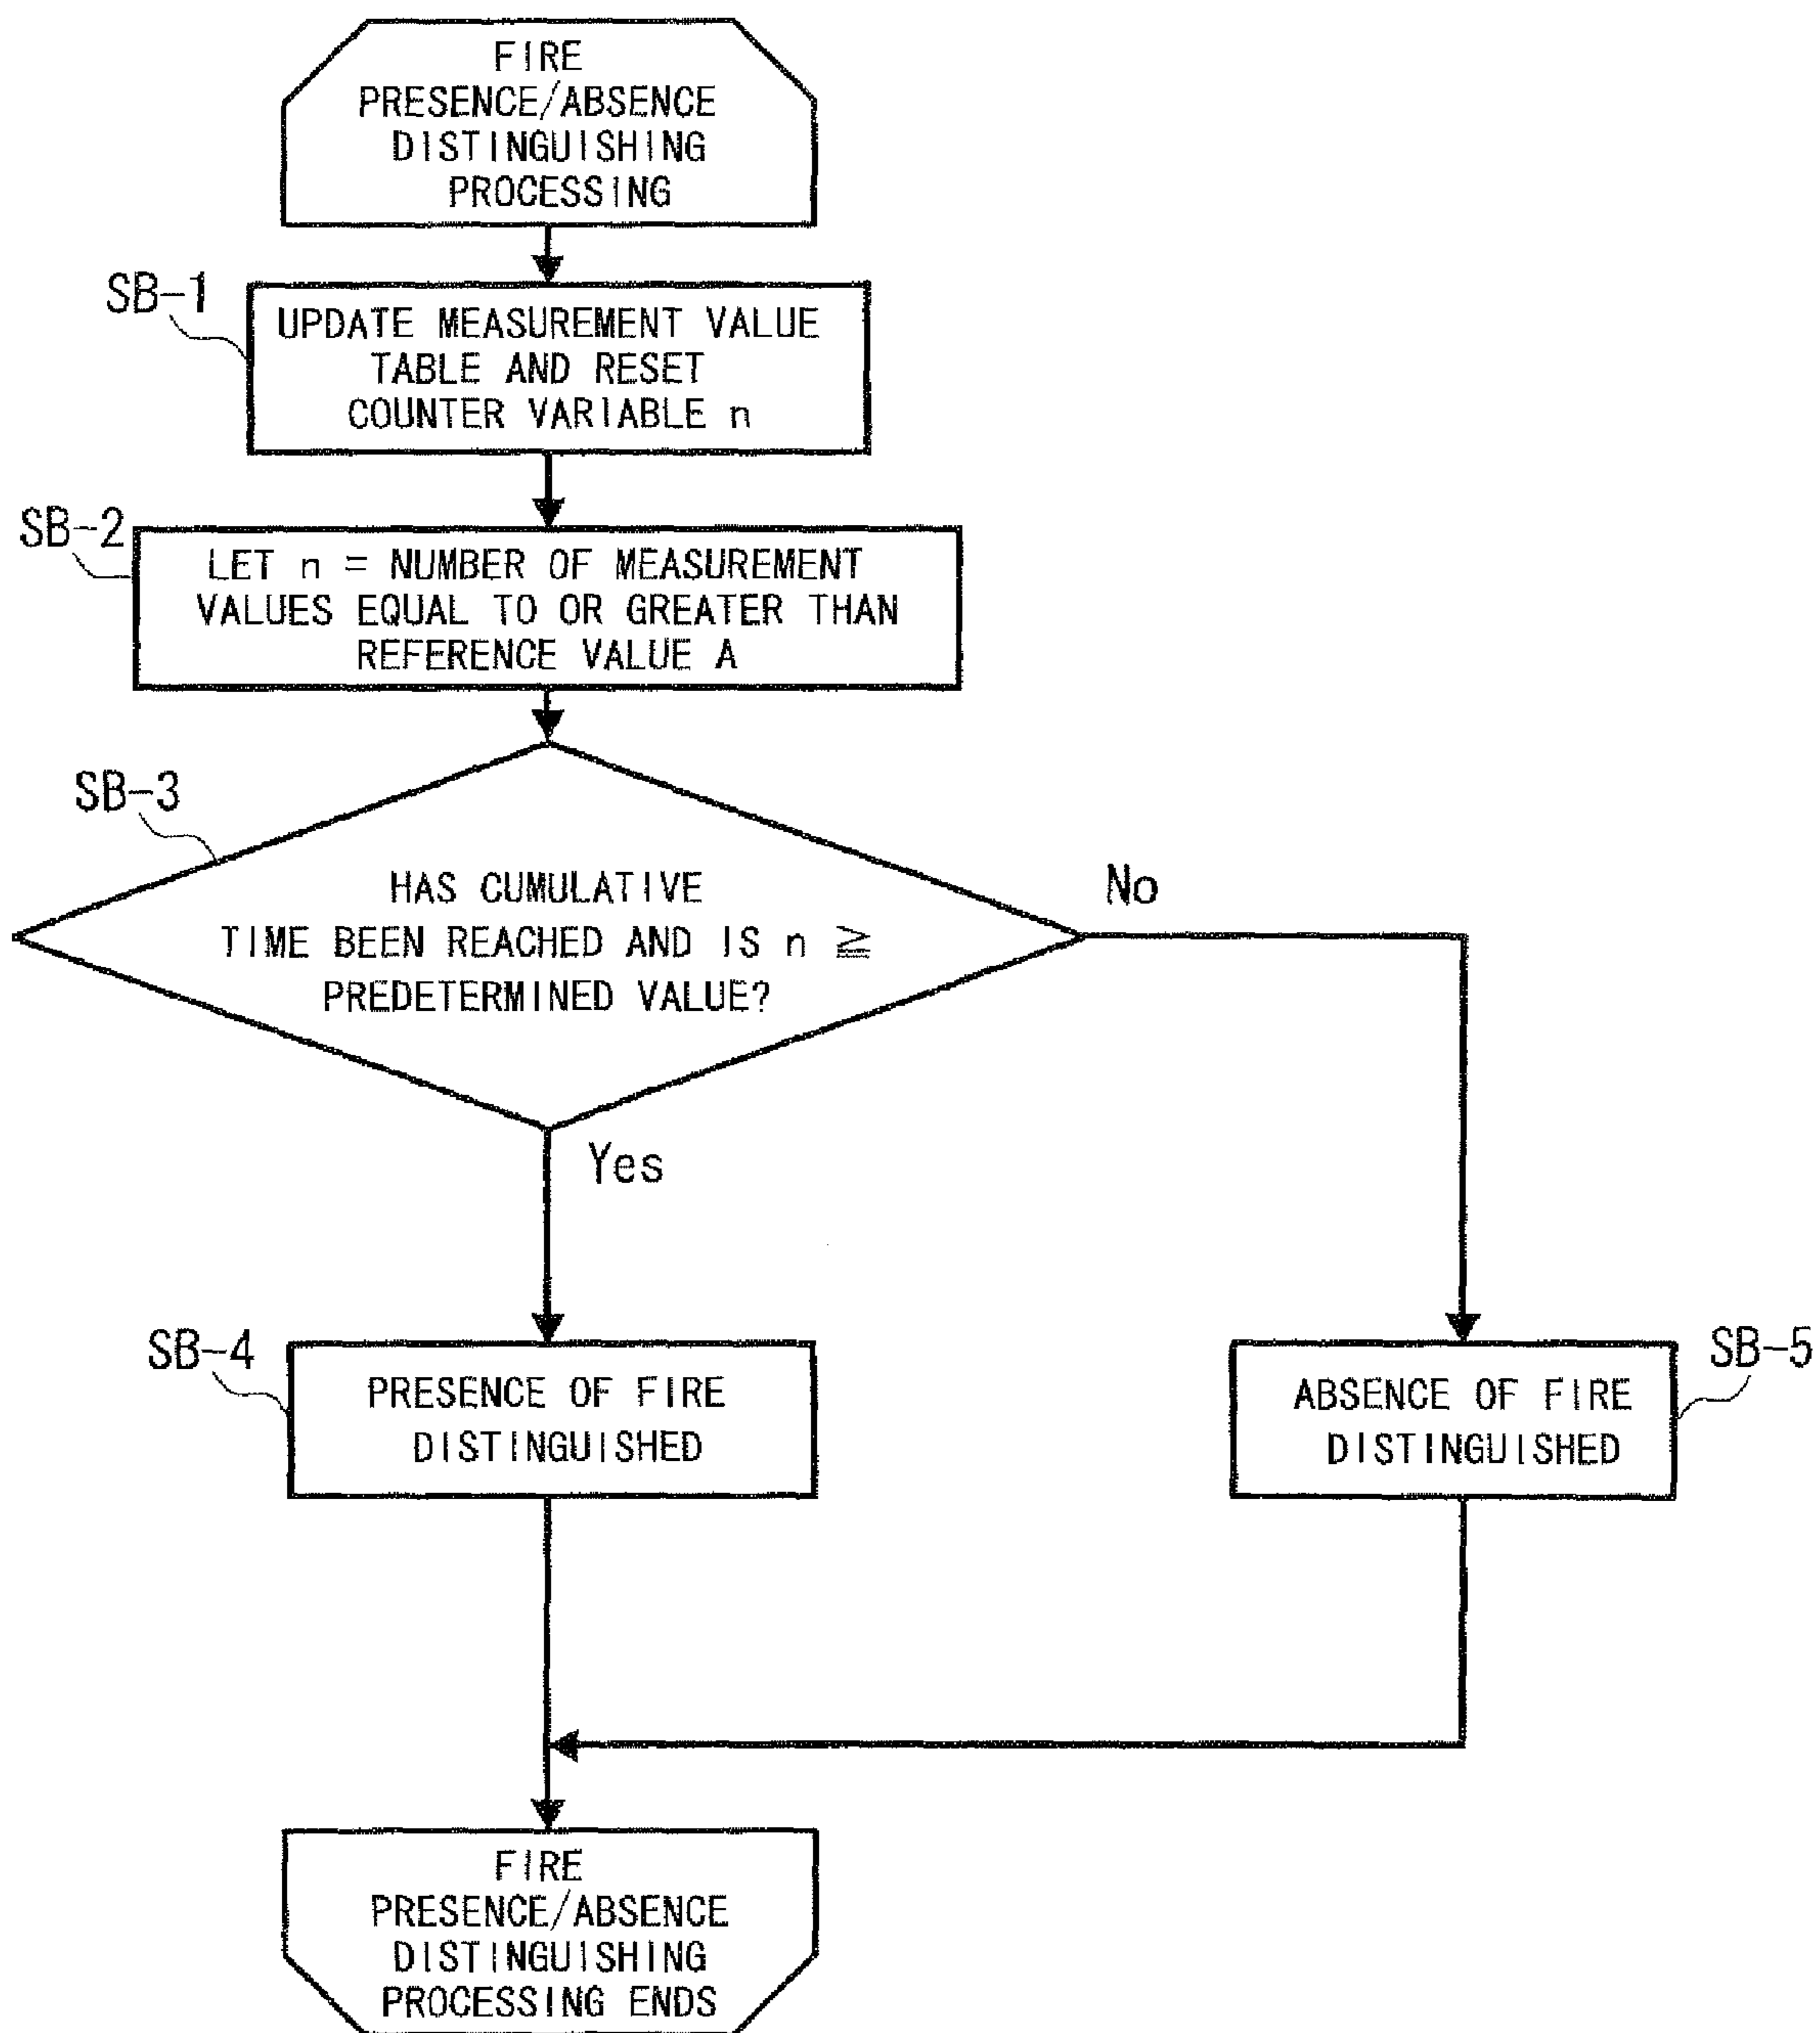 FIRE
PRESENCE/ABSENCE
DISTINGUISHING
PROCESSING
SB-1
UPDATE MEASUREMENT VALUE
TABLE AND RESET
COUNTER VARIABLE n
SB-2
LET n = NUMBER OF MEASUREMENT
VALUES EQUAL TO OR GREATER THAN
REFERENCE VALUE A
SB-3
HAS CUMULATIVE
TIME BEEN REACHED AND IS n ≧
PREDETERMINED VALUE?
No
Yes
SB-4
PRESENCE OF FIRE
DISTINGUISHED
SB-5
ABSENCE OF FIRE
DISTINGUISHED
FIRE
PRESENCE/ABSENCE
DISTINGUISHING
PROCESSING ENDS